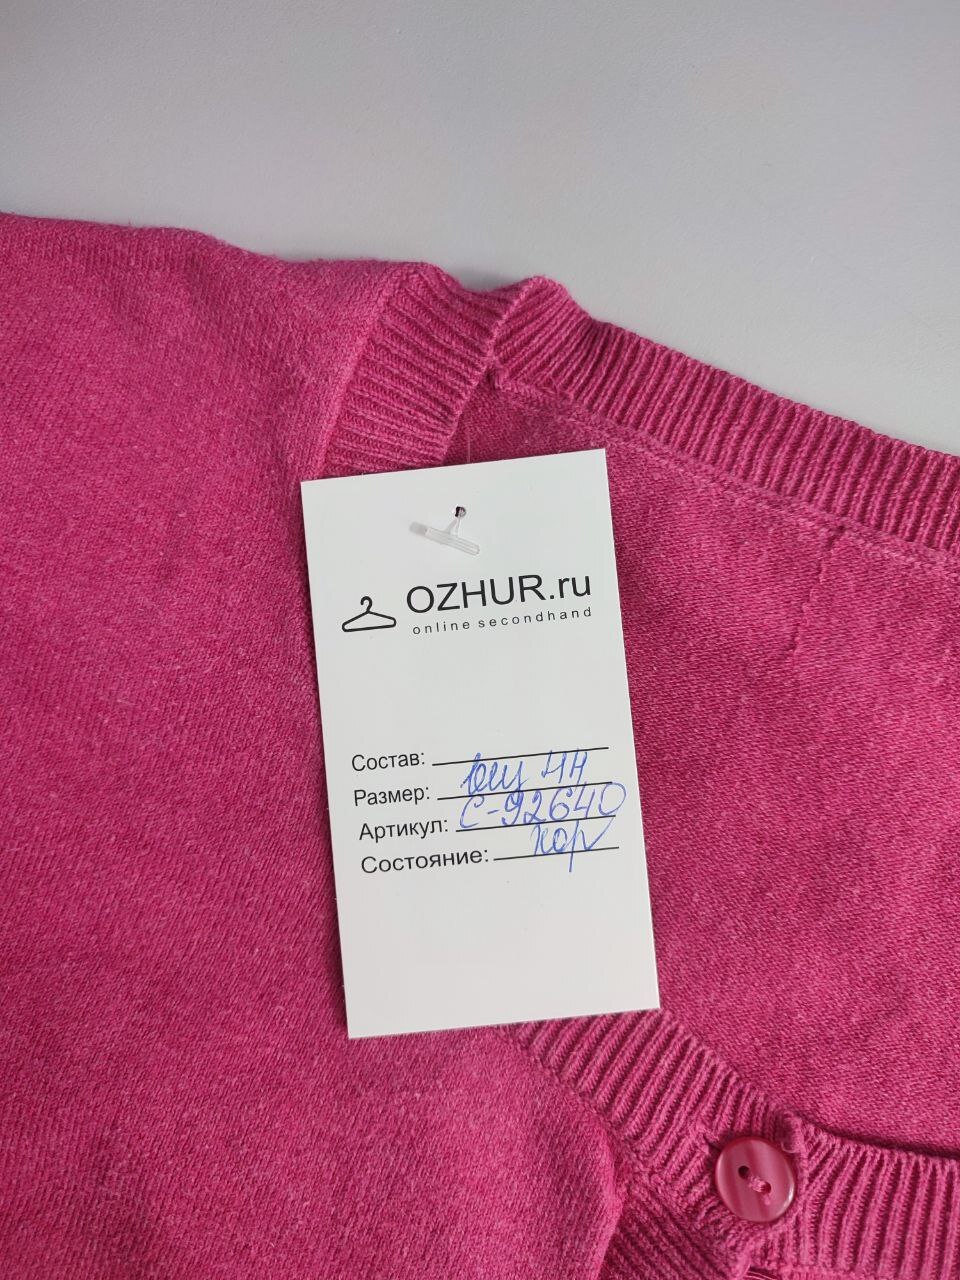 OZHUR.ru
online secondhand
Состав:
Размер: 44
Артикул: С-92640
Состояние: хор